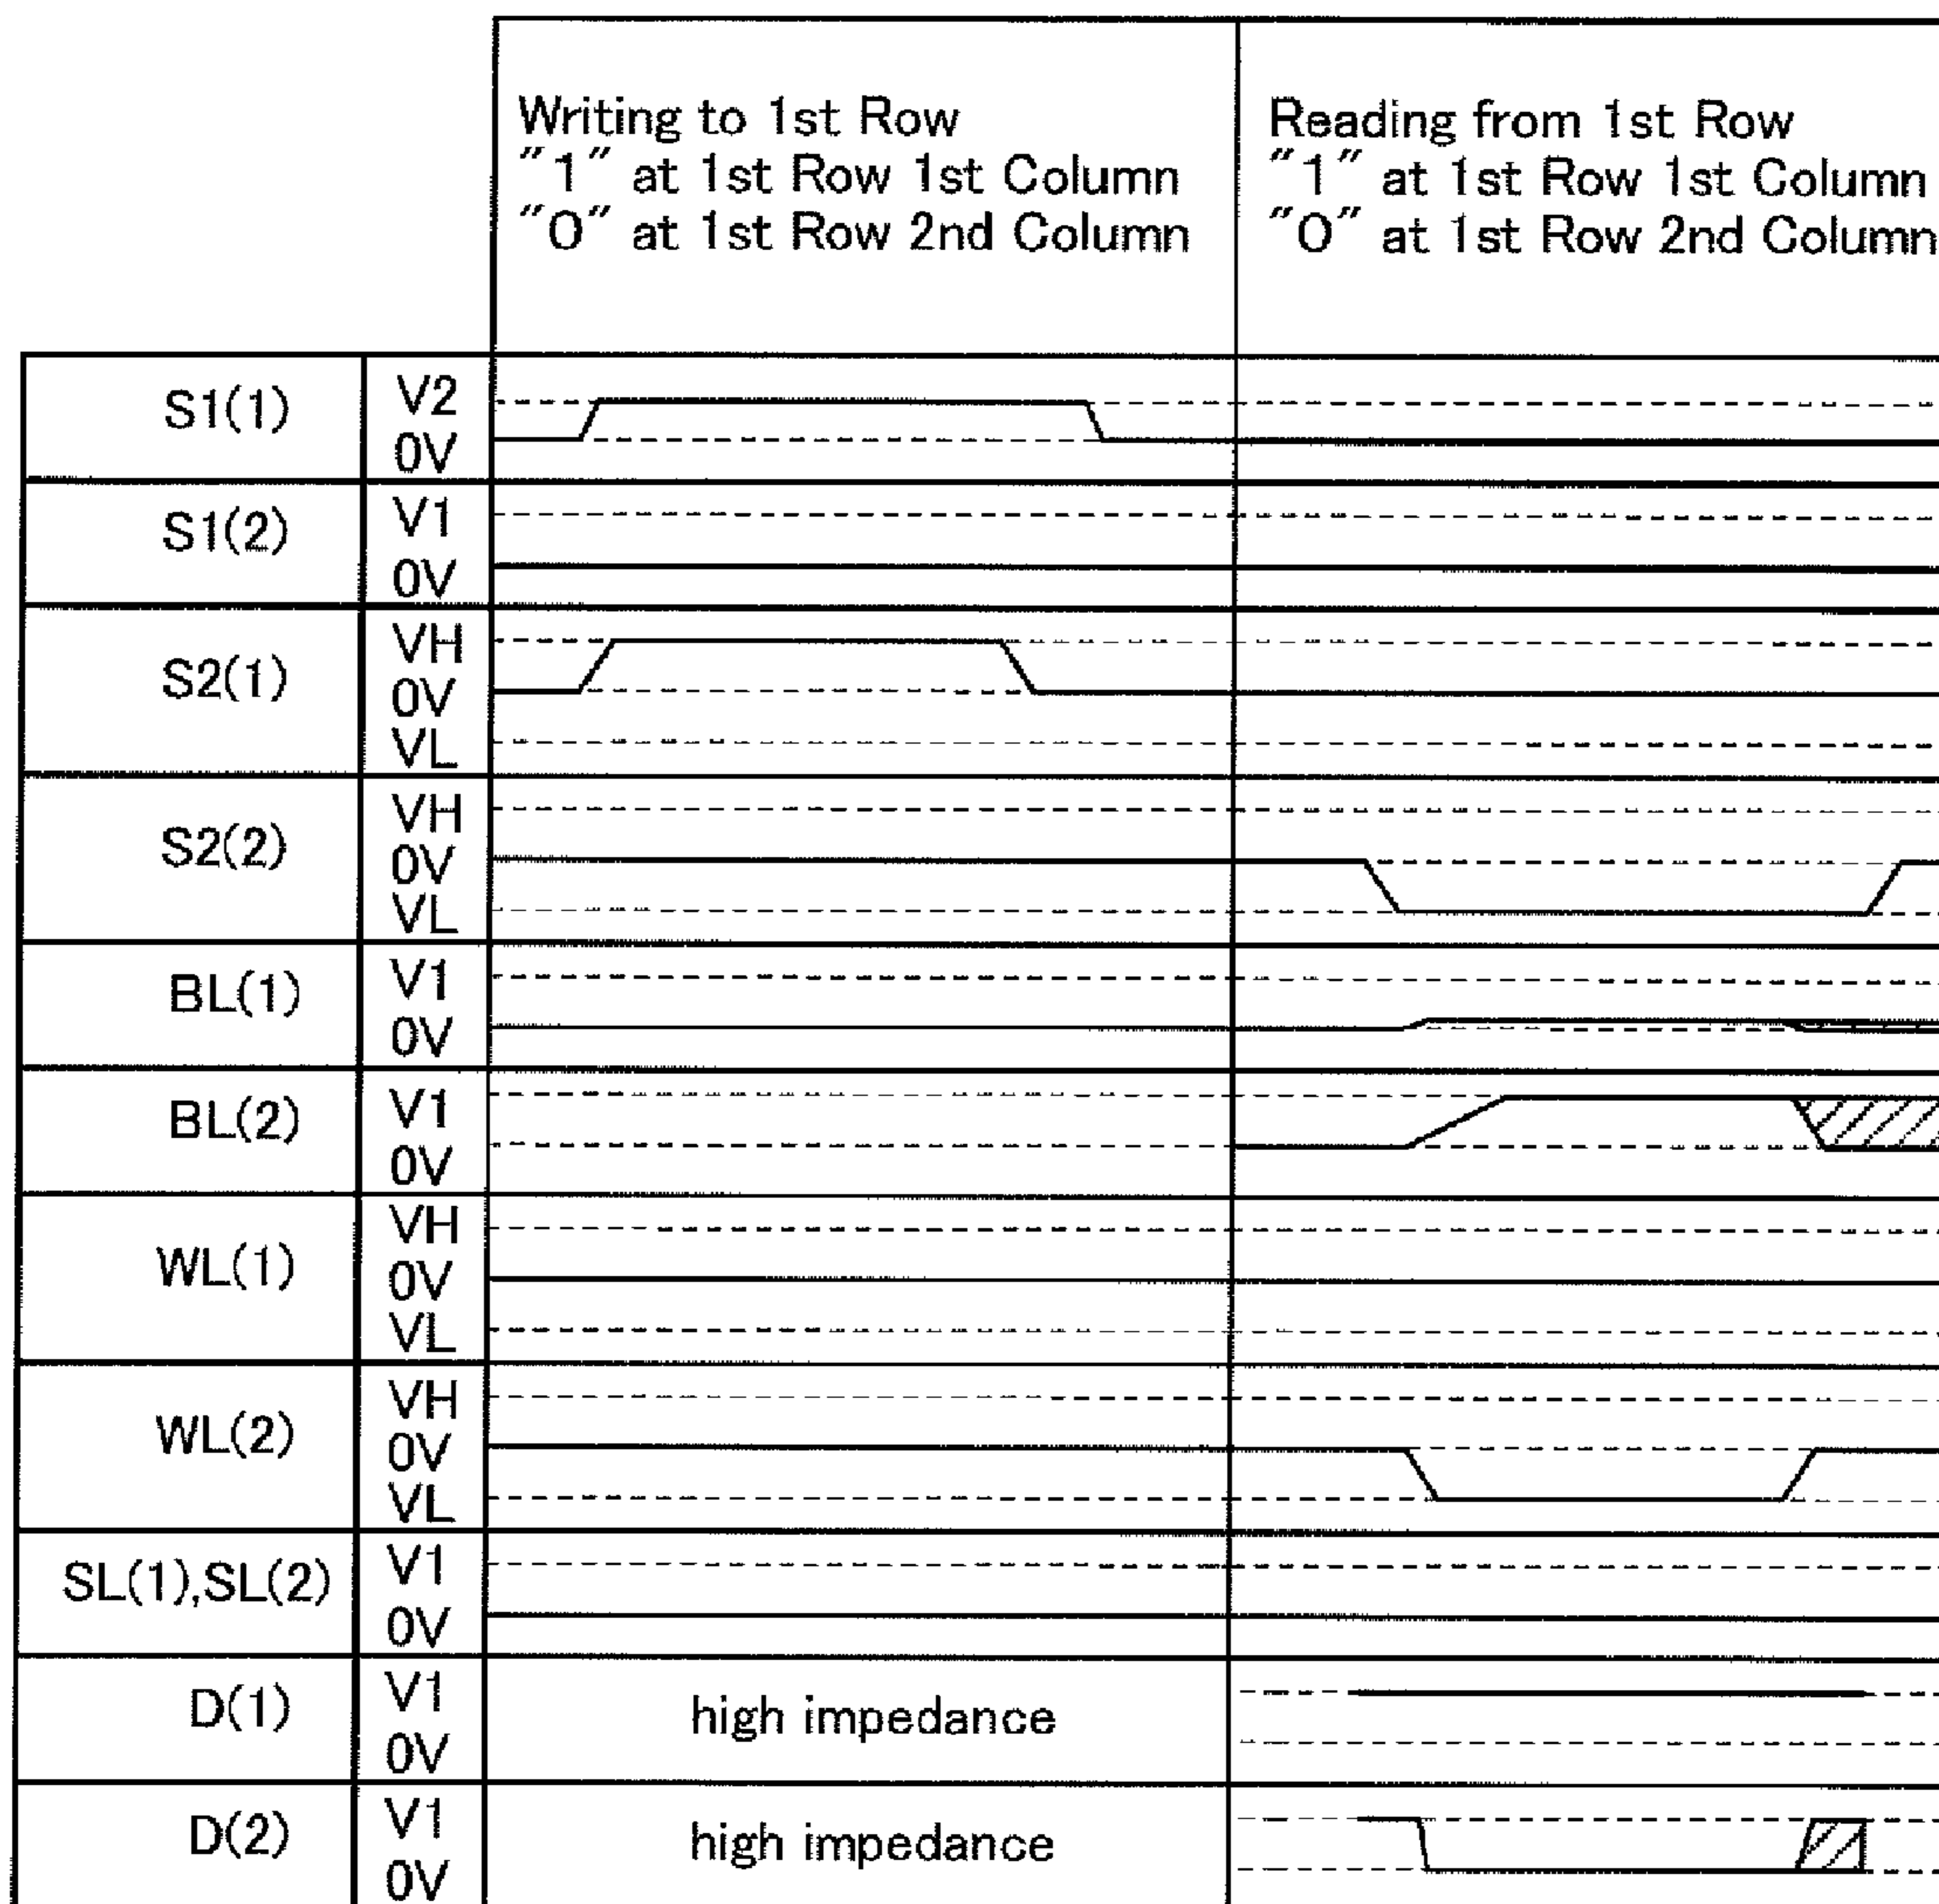 Writing to 1st Row
"1" at 1st Row 1st Column
"0" at 1st Row 2nd Column
Reading from 1st Row
"1" at 1st Row 1st Column
"0" at 1st Row 2nd Column
S1(1)
V2
0V
S1(2)
V1
0V
S2(1)
VH
0V
VL
S2(2)
VH
0V
VL
BL(1)
V1
0V
BL(2)
V1
0V
WL(1)
VH
0V
VL
WL(2)
VH
0V
VL
SL(1),SL(2)
V1
0V
D(1)
V1
0V
high impedance
D(2)
V1
0V
high impedance